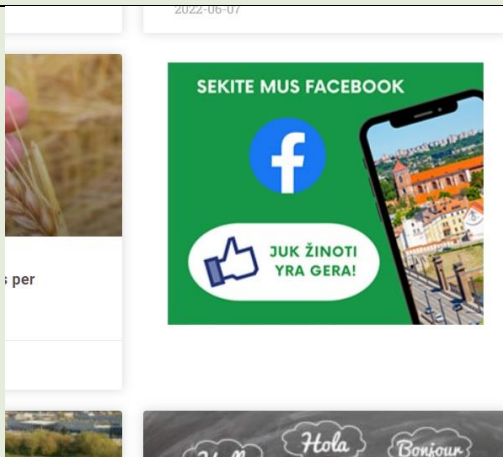 2022-06-07
SEKITE MUS FACEBOOK
JUK ŽINOTI
YRA GERA!
s per
Hola
Bonjour